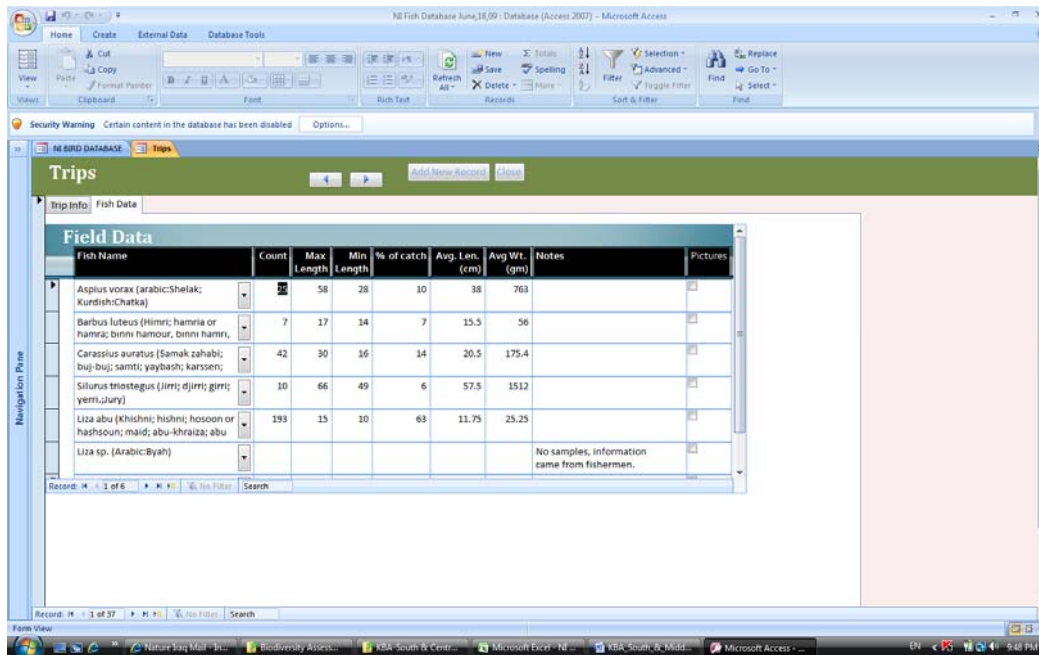 NI Fish Database June,18,09 : Database (Access 2007) - Microsoft Access
Home Create External Data Database Tools
View
Views
Paste
Cut
Copy
Format Painter
Clipboard
Font
Rich Text
Refresh
All
New
Save
Delete
Totals
Spelling
More
Records
Filter
Selection
Advanced
Toggle Filter
Sort & Filter
Find
Replace
Go To
Select
Find
Security Warning Certain content in the database has been disabled Options...
NI BIRD DATABASE Trips
Trips Add New Record Close
Trip Info Fish Data
Field Data
Fish Name Count Max Length Min Length % of catch Avg. Len. (cm) Avg Wt. (gm) Notes Pictures
Aspius vorax (arabic:Shelak; 58 28 10 38 763
Kurdish:Chatka)
Barbus luteus (Himri; hamria or 7 17 14 7 15.5 56
hamra; binni hamour, binni hamri,
Carassius auratus (Samak zahabi; 42 30 16 14 20.5 175.4
buj-buj; samti; yaybash; karssen;
Silurus triostegus (Jirri; djirri; girri; 10 66 49 6 57.5 1512
yerri.;Jury)
Liza abu (Khishni; hishni; hosoon or 193 15 10 63 11.75 25.25
hashsoun; maid; abu-khraiza; abu
Liza sp. (Arabic:Byah) No samples, information
came from fishermen.
Record: 1 of 6 No Filter Search
Navigation Pane
Record: 1 of 37 No Filter Search
Form View
Nature Iraq Mail - In... Biodiversity Assess... KBA-South & Centr... Microsoft Excel - NI ... KBA_South_&_Midd... Microsoft Access - ... EN 9:48 PM